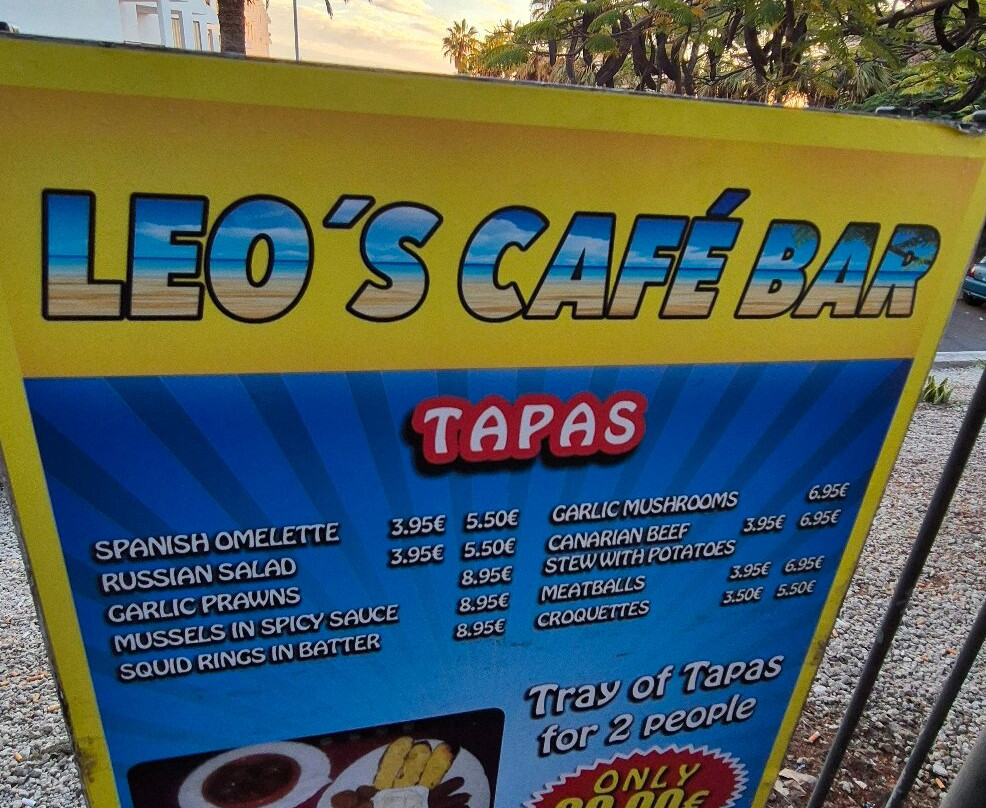 LEO´S CAFÉ BAR
TAPAS
SPANISH OMELETTE 3.95€ 5.50€
RUSSIAN SALAD 3.95€ 5.50€
GARLIC PRAWNS 8.95€
MUSSELS IN SPICY SAUCE 8.95€
SQUID RINGS IN BATTER 8.95€
GARLIC MUSHROOMS 6.95€
CANARIAN BEEF 3.95€ 6.95€
STEW WITH POTATOES
MEATBALLS 3.95€ 6.95€
CROQUETTES 3.50€ 5.50€
Tray of Tapas
for 2 people
ONLY